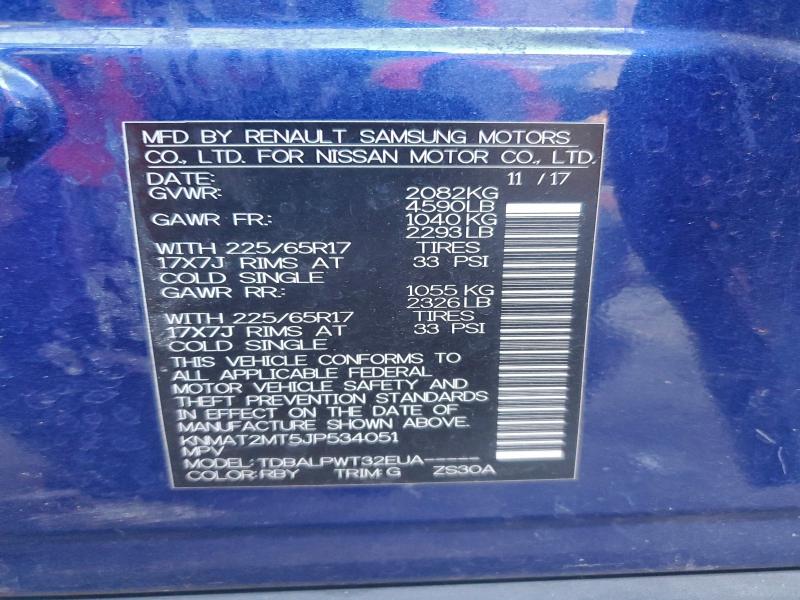 MFD BY RENAULT SAMSUNG MOTORS
CO., LTD. FOR NISSAN MOTOR CO., LTD.
DATE: 11 /17
GVWR: 2082KG
4590LB
GAWR FR: 1040KG
2293LB
WITH 225/65R17 TIRES
17X7J RIMS AT 33 PSI
COLD SINGLE
GAWR RR: 1055 KG
2326LB
WITH 225/65R17 TIRES
17X7J RIMS AT 33 PSI
COLD SINGLE
THIS VEHICLE CONFORMS TO
ALL APPLICABLE FEDERAL
MOTOR VEHICLE SAFETY AND
THEFT PREVENTION STANDARDS
IN EFFECT ON THE DATE OF
MANUFACTURE SHOWN ABOVE.
KNMAT2MT5JP534051
MPV
MODEL: TDBALPWT32EUA-----
COLOR: RBY TRIM: G ZS30A